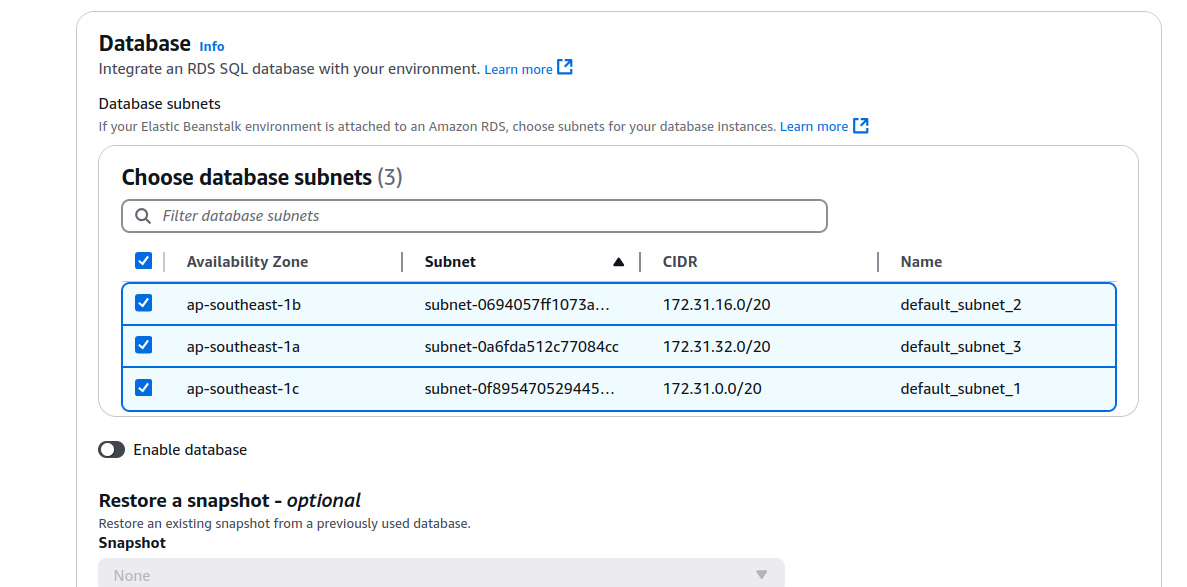 Database Info
Integrate an RDS SQL database with your environment. Learn more
Database subnets
If your Elastic Beanstalk environment is attached to an Amazon RDS, choose subnets for your database instances. Learn more
Choose database subnets (3)
Filter database subnets
Availability Zone Subnet CIDR Name
ap-southeast-1b subnet-0694057ff1073a... 172.31.16.0/20 default_subnet_2
ap-southeast-1a subnet-0a6fda512c77084cc 172.31.32.0/20 default_subnet_3
ap-southeast-1c subnet-0f895470529445... 172.31.0.0/20 default_subnet_1
Enable database
Restore a snapshot - optional
Restore an existing snapshot from a previously used database.
Snapshot
None